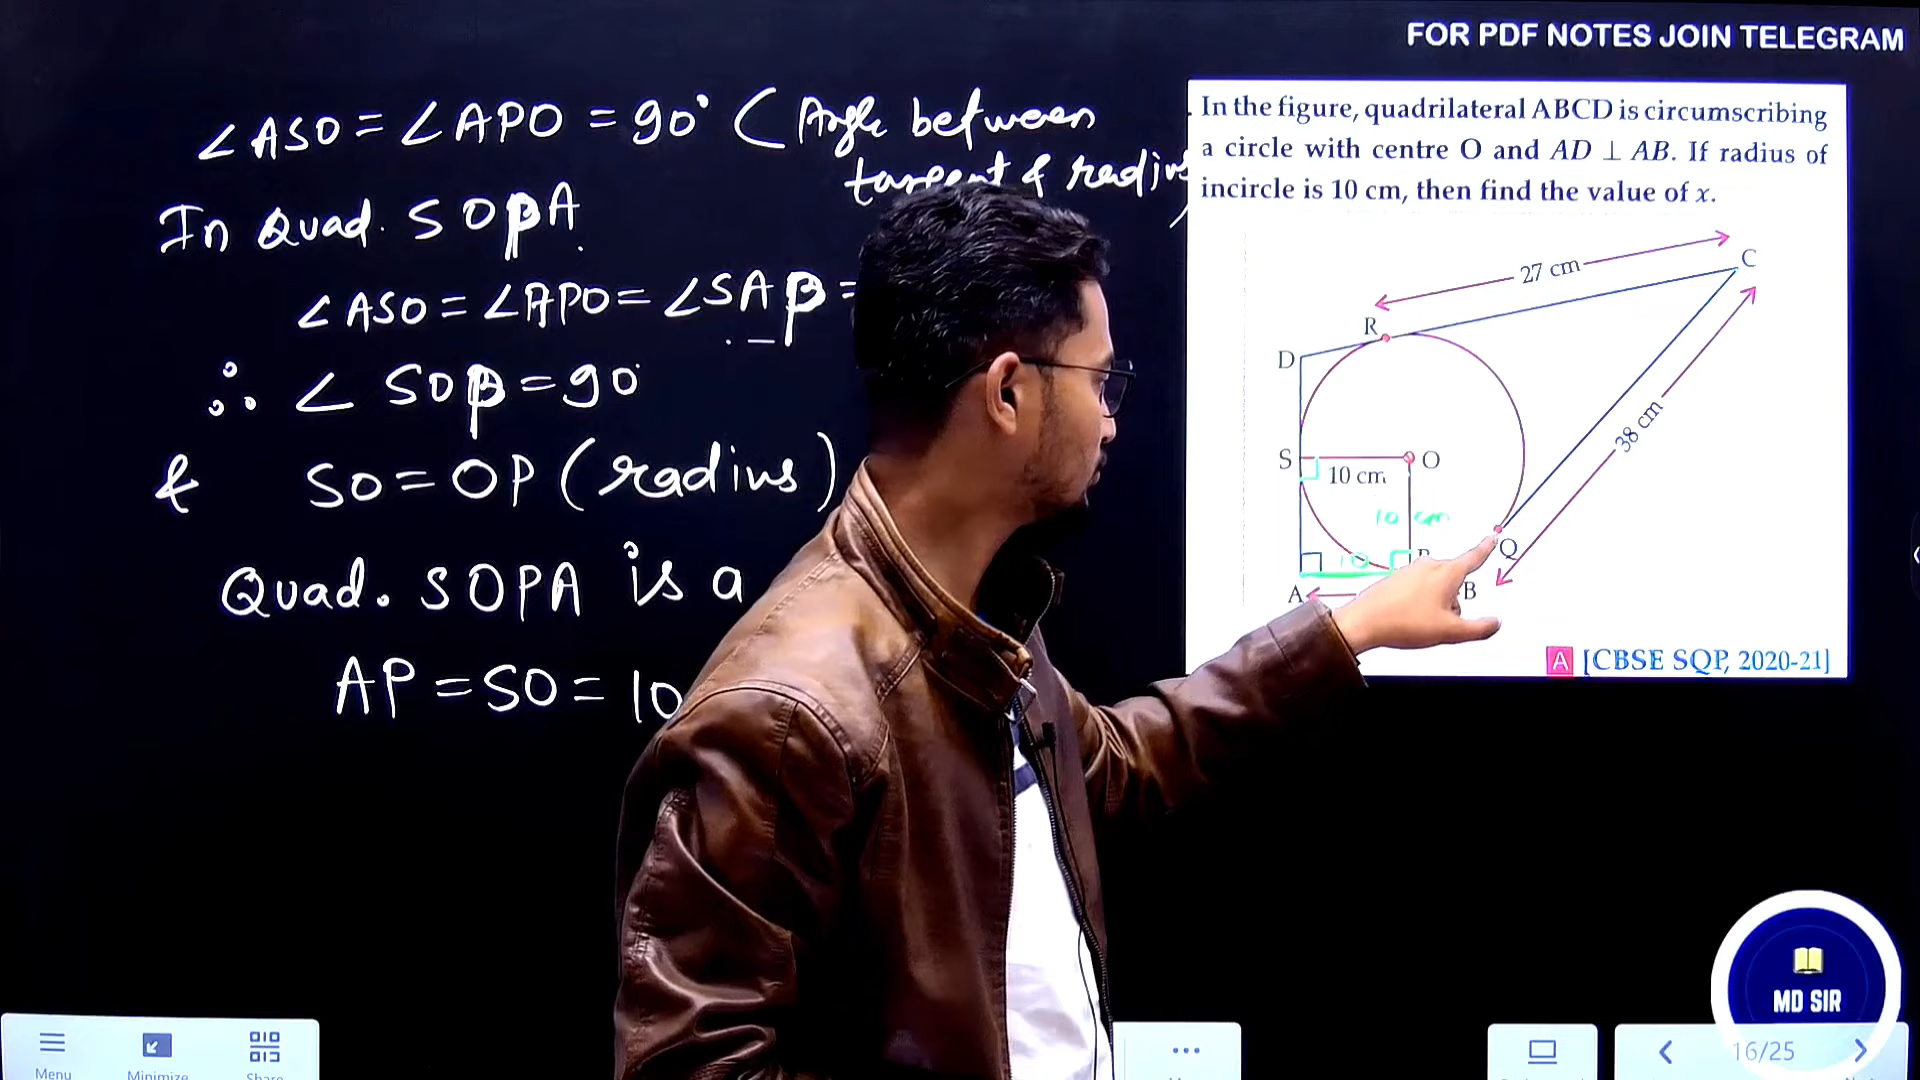 FOR PDF NOTES JOIN TELEGRAM
∠ASO = ∠APO = 90° (Angle between
tangent & radius
In Quad. SOPA
∠ASO = ∠APO = ∠SAP =
∴ ∠SOP = 90°
& SO = OP (radius)
Quad. SOPA is a
AP = SO = 10
In the figure, quadrilateral ABCD is circumscribing
a circle with centre O and AD ⊥ AB. If radius of
incircle is 10 cm, then find the value of x.
C
27 cm
R
D
38 cm
S
O
10 cm
10 cm
Q
10
A
B
A [CBSE SQP, 2020-21]
MD SIR
Menu
Minimize
Share
16/25